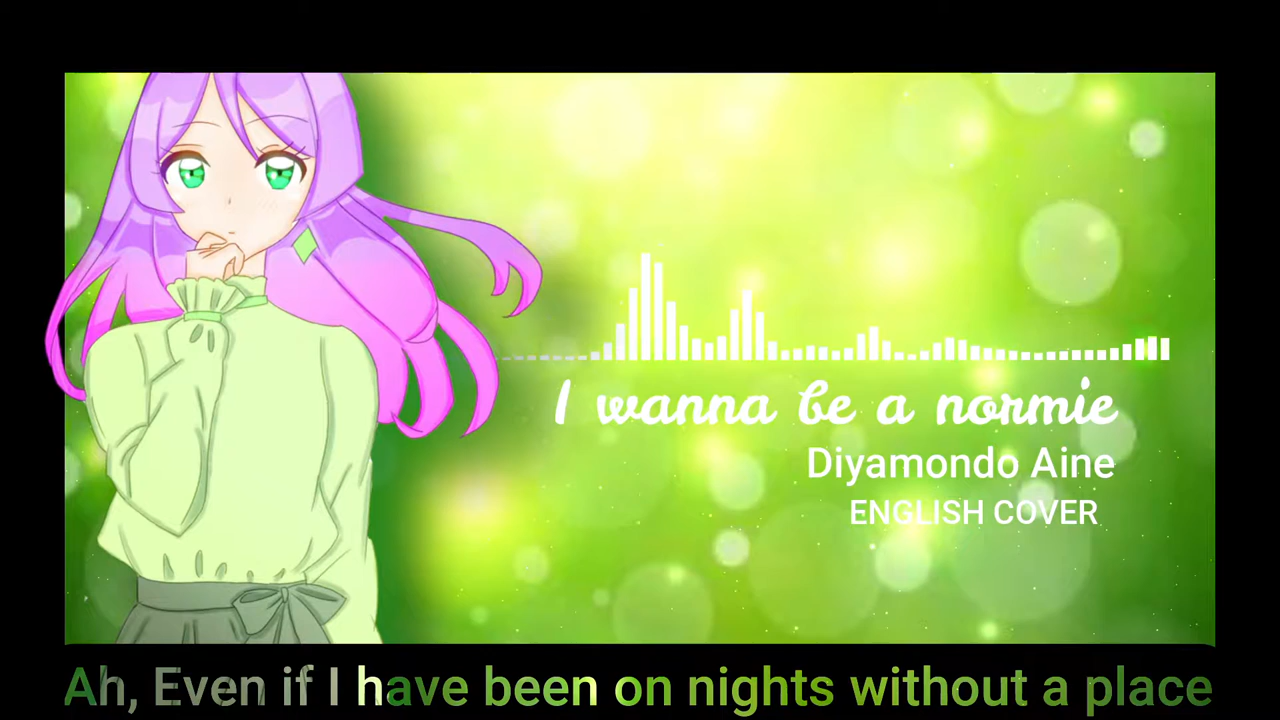 I wanna be a normie
Diyamondo Aine
ENGLISH COVER
Ah, Even if I have been on nights without a place